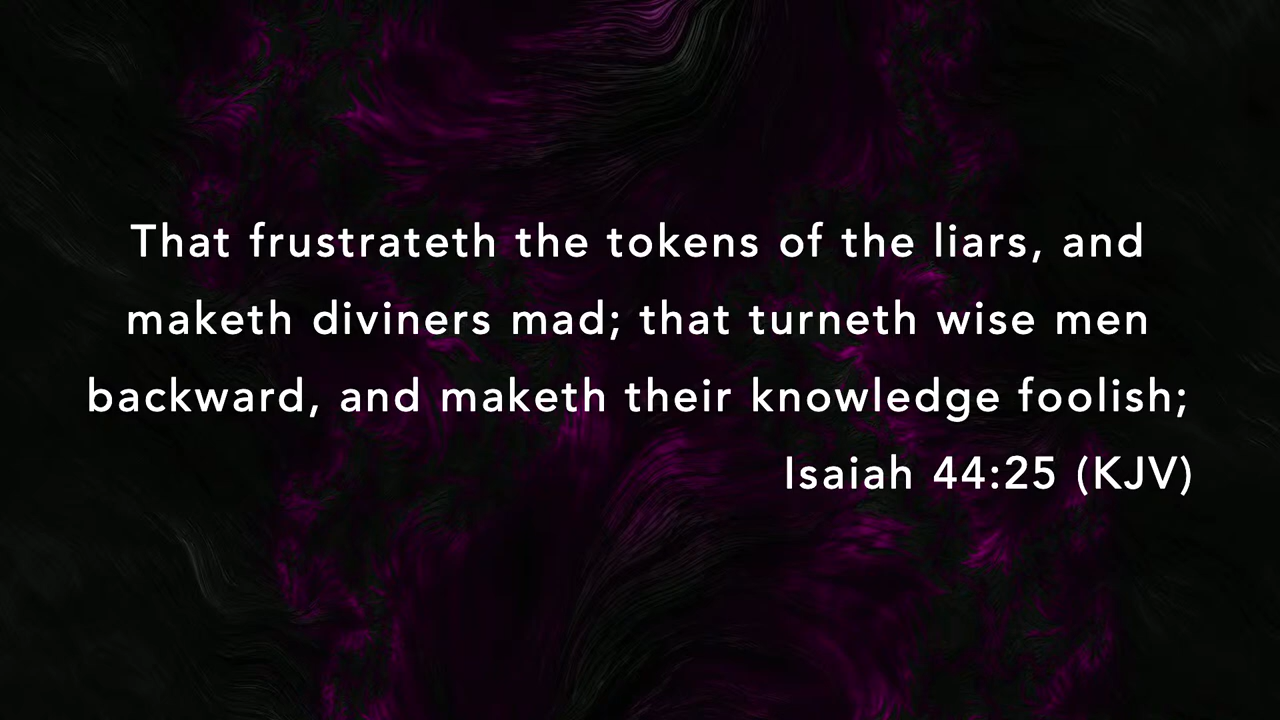 That frustrateth the tokens of the liars, and
maketh diviners mad; that turneth wise men
backward, and maketh their knowledge foolish;
Isaiah 44:25 (KJV)